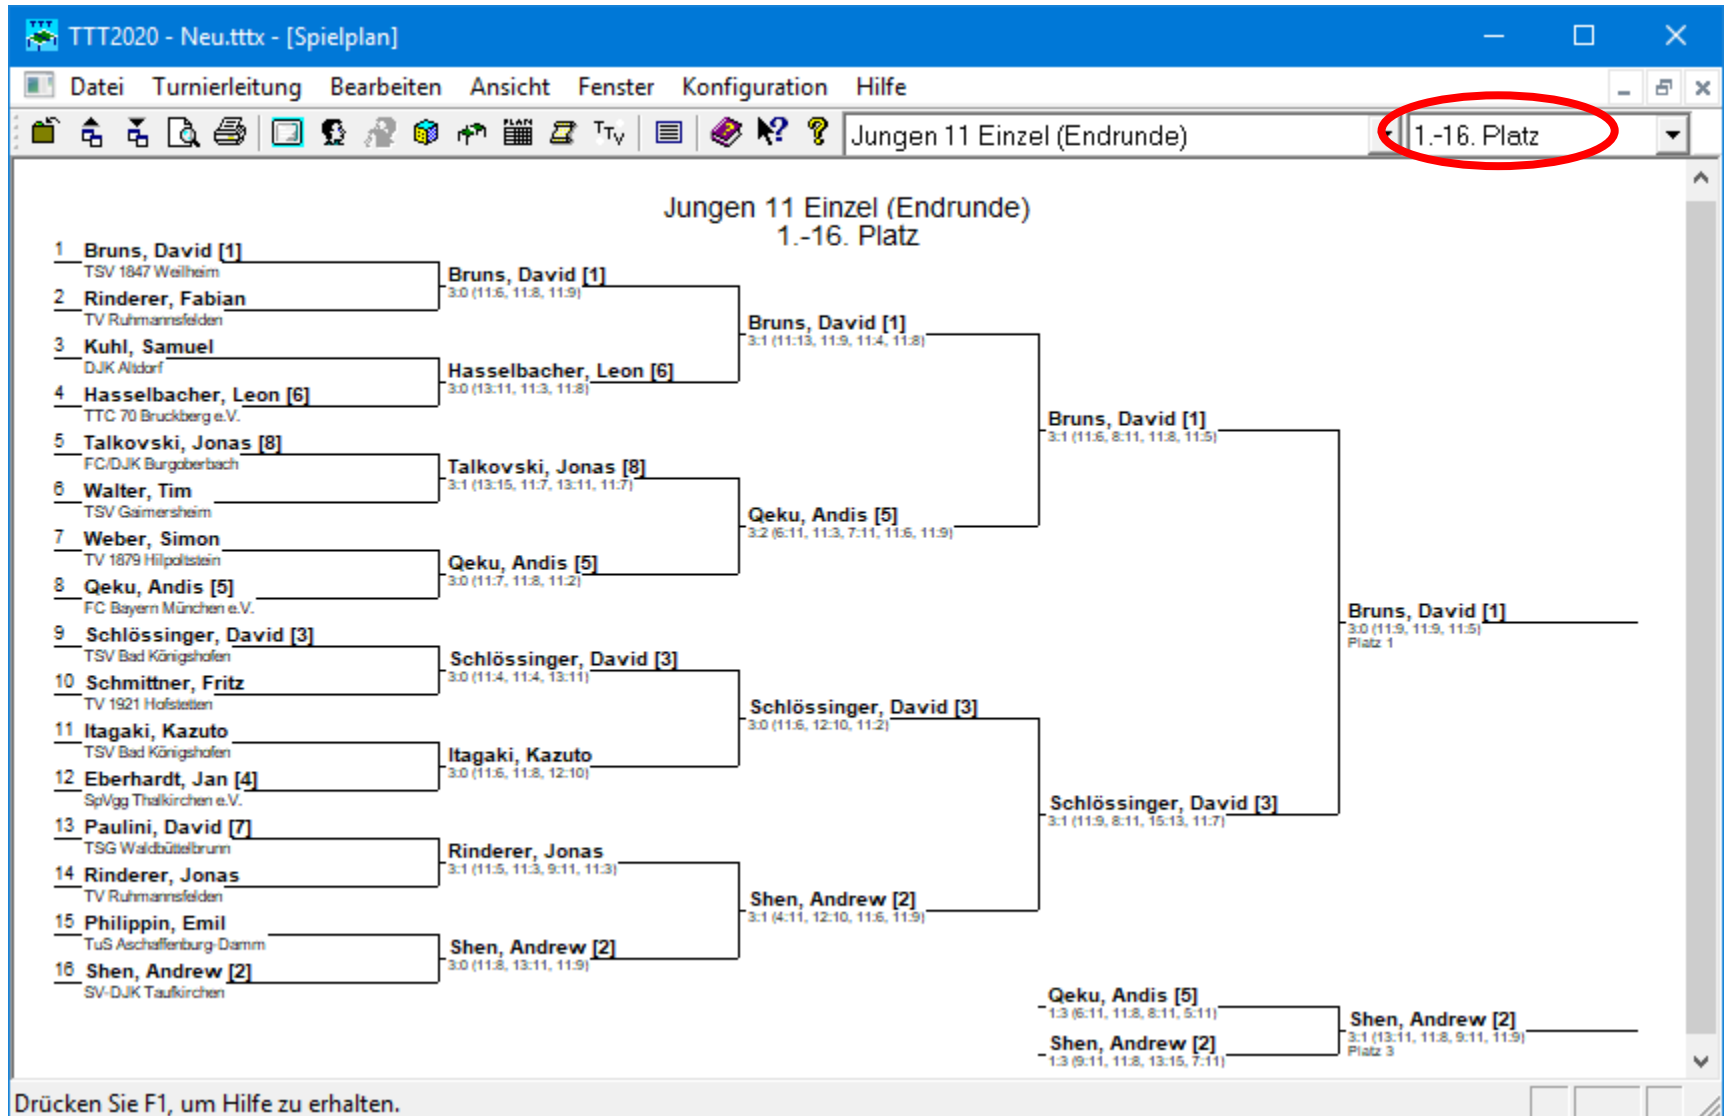 TTT2020 - Neu.tttx - [Spielplan]
Datei Turnierleitung Bearbeiten Ansicht Fenster Konfiguration Hilfe
Jungen 11 Einzel (Endrunde) 1.-16. Platz
Jungen 11 Einzel (Endrunde)
1.-16. Platz
1 Bruns, David [1]
TSV 1847 Weilheim
2 Rinderer, Fabian
TV Ruhmannsfelden
3 Kuhl, Samuel
DJK Altdorf
4 Hasselbacher, Leon [6]
TTC 70 Bruckberg e.V.
5 Talkovski, Jonas [8]
FC/DJK Burgoberbach
6 Walter, Tim
TSV Gaimersheim
7 Weber, Simon
TV 1879 Hilpoltstein
8 Qeku, Andis [5]
FC Bayern München e.V.
9 Schlössinger, David [3]
TSV Bad Königshofen
10 Schmittner, Fritz
TV 1921 Hofstetten
11 Itagaki, Kazuto
TSV Bad Königshofen
12 Eberhardt, Jan [4]
SpVgg Thalkirchen e.V.
13 Paulini, David [7]
TSG Waldbüttelbrunn
14 Rinderer, Jonas
TV Ruhmannsfelden
15 Philippin, Emil
TuS Aschaffenburg-Damm
16 Shen, Andrew [2]
SV-DJK Taufkirchen
Bruns, David [1]
3:0 (11:6, 11:8, 11:9)
Hasselbacher, Leon [6]
3:0 (13:11, 11:3, 11:8)
Talkovski, Jonas [8]
3:1 (13:15, 11:7, 13:11, 11:7)
Qeku, Andis [5]
3:0 (11:7, 11:8, 11:2)
Schlössinger, David [3]
3:0 (11:4, 11:4, 13:11)
Itagaki, Kazuto
3:0 (11:6, 11:8, 12:10)
Rinderer, Jonas
3:1 (11:5, 11:3, 9:11, 11:3)
Shen, Andrew [2]
3:0 (11:8, 13:11, 11:9)
Bruns, David [1]
3:1 (11:13, 11:9, 11:4, 11:8)
Qeku, Andis [5]
3:2 (6:11, 11:3, 7:11, 11:6, 11:9)
Schlössinger, David [3]
3:0 (11:6, 12:10, 11:2)
Shen, Andrew [2]
3:1 (4:11, 12:10, 11:6, 11:9)
Bruns, David [1]
3:1 (11:6, 8:11, 11:8, 11:5)
Schlössinger, David [3]
3:1 (11:9, 8:11, 15:13, 11:7)
Bruns, David [1]
3:0 (11:9, 11:9, 11:5)
Platz 1
Qeku, Andis [5]
1:3 (6:11, 11:8, 8:11, 5:11)
Shen, Andrew [2]
1:3 (9:11, 11:8, 13:15, 7:11)
Shen, Andrew [2]
3:1 (13:11, 11:8, 9:11, 11:9)
Platz 3
Drücken Sie F1, um Hilfe zu erhalten.